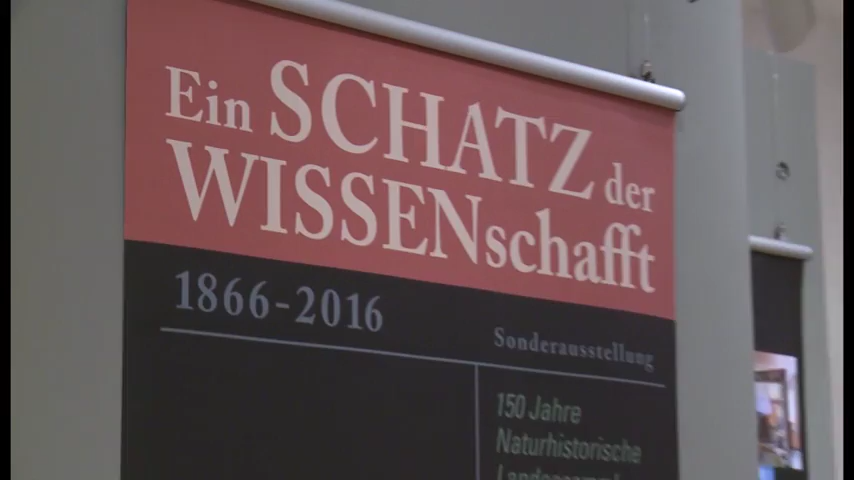 Ein SCHATZ der
WISSENschafft
1866-2016
Sonderausstellung
150 Jahre
Naturhistorische